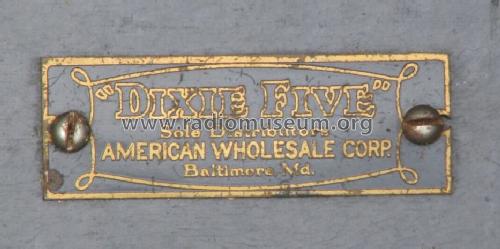 "DIXIE FIVE"
Sole Distributors
© www.radiomuseum.org
AMERICAN WHOLESALE CORP.
Baltimore, Md.